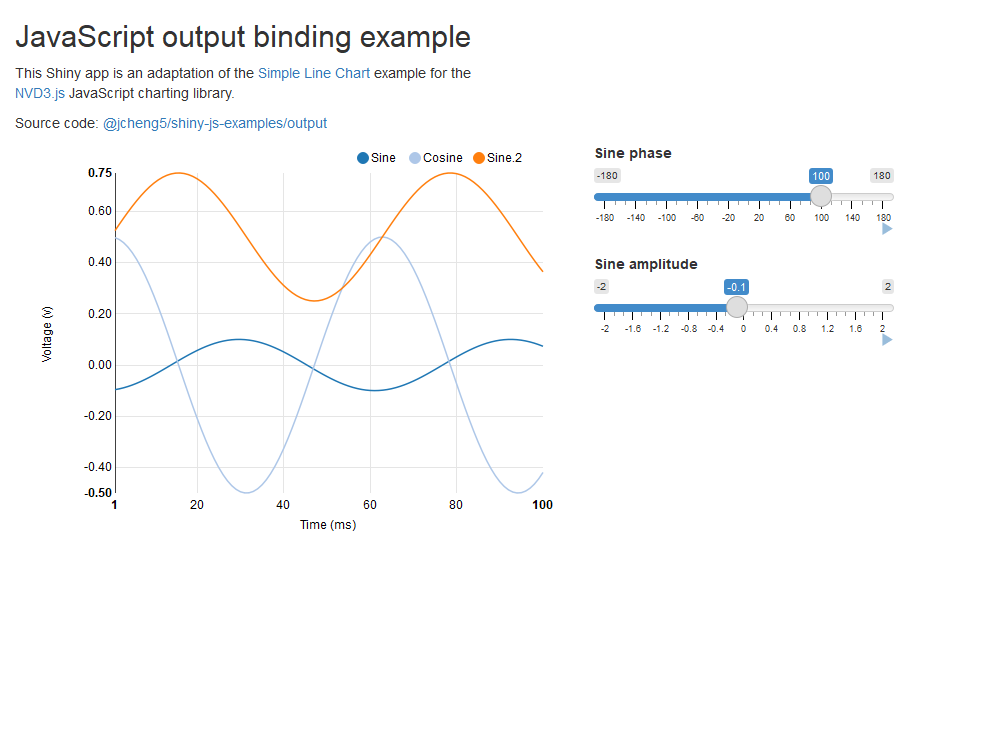 JavaScript output binding example
This Shiny app is an adaptation of the Simple Line Chart example for the
NVD3.js JavaScript charting library.
Source code: @jcheng5/shiny-js-examples/output
Sine Cosine Sine.2
0.75
0.60
0.40
0.20
0.00
-0.20
-0.40
-0.50
Voltage (v)
1 20 40 60 80 100
Time (ms)
Sine phase
-180 100 180
-180 -140 -100 -60 -20 20 60 100 140 180
Sine amplitude
-2 -0.1 2
-2 -1.6 -1.2 -0.8 -0.4 0 0.4 0.8 1.2 1.6 2